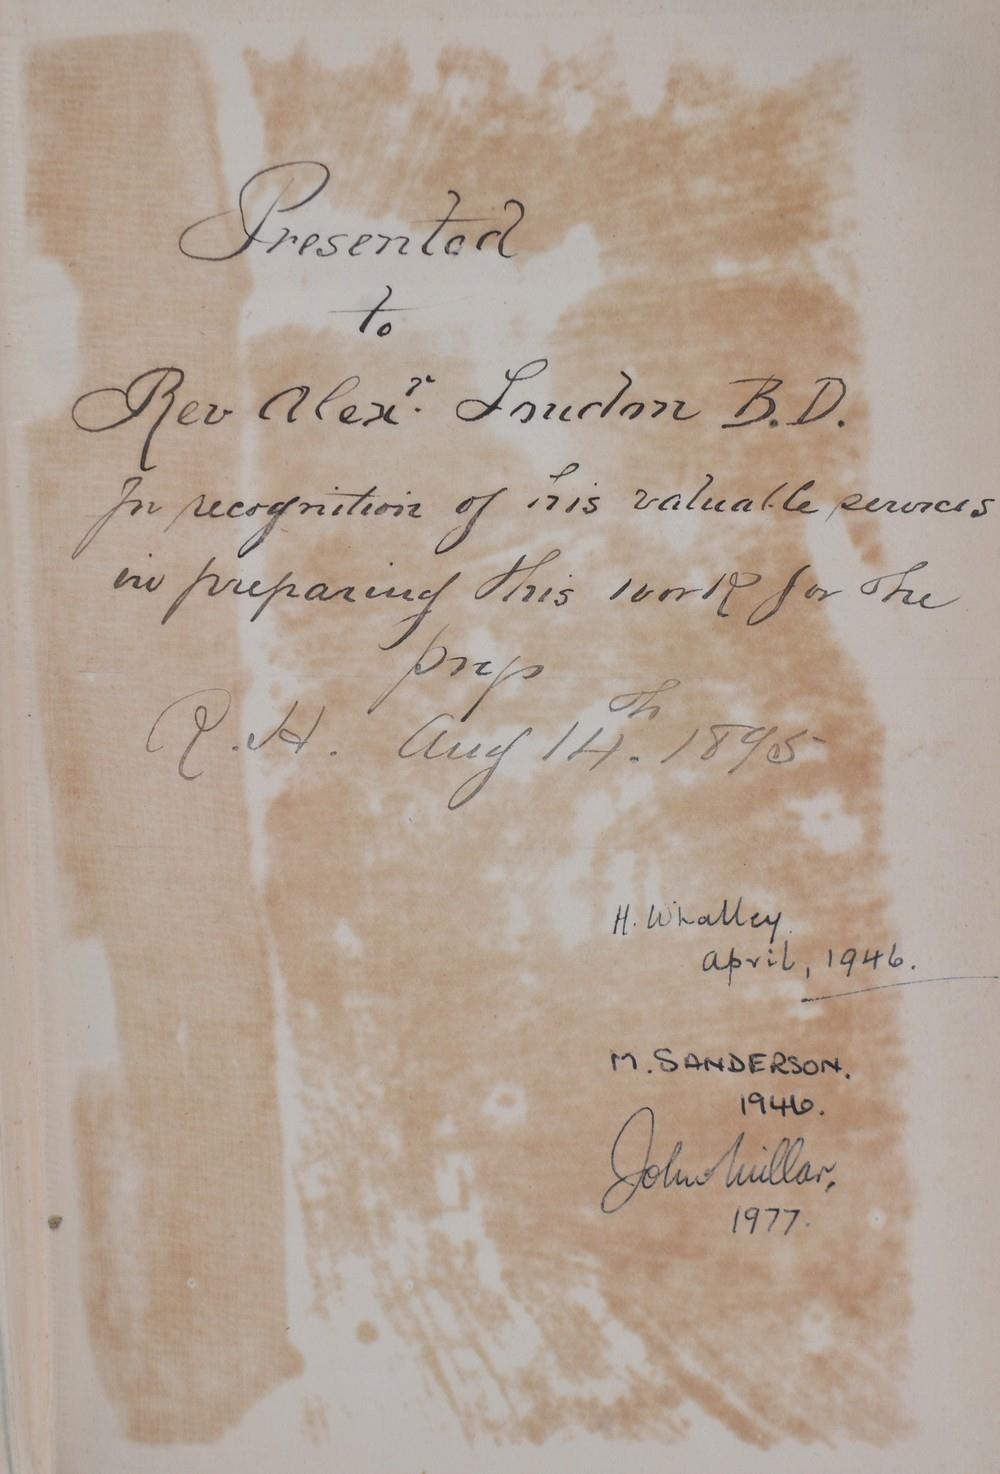 Presented
to
Rev Alexr. Loudon B.D.
In recognition of his valuable services
in preparing this work for the
press
R.H. Aug 14th. 1895
H. Whalley.
April, 1946.
M. SANDERSON.
1946.
John Millar,
1977.